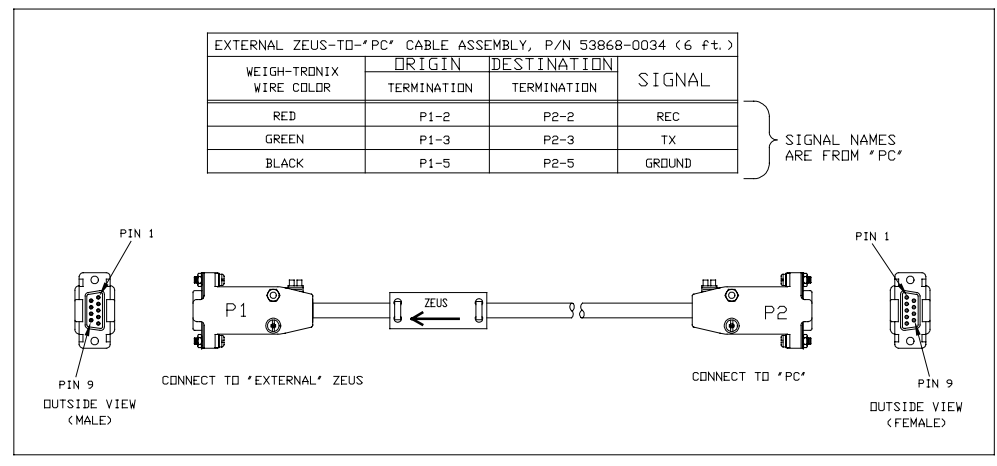 EXTERNAL ZEUS-TO-"PC" CABLE ASSEMBLY, P/N 53868-0034 (6 ft.)
WEIGH-TRONIX WIRE COLOR
ORIGIN TERMINATION
DESTINATION TERMINATION
SIGNAL
RED P1-2 P2-2 REC
GREEN P1-3 P2-3 TX
BLACK P1-5 P2-5 GROUND
SIGNAL NAMES
ARE FROM "PC"
PIN 1
PIN 1
P1
ZEUS
P2
PIN 9
CONNECT TO "EXTERNAL" ZEUS
CONNECT TO "PC"
PIN 9
OUTSIDE VIEW
(MALE)
OUTSIDE VIEW
(FEMALE)